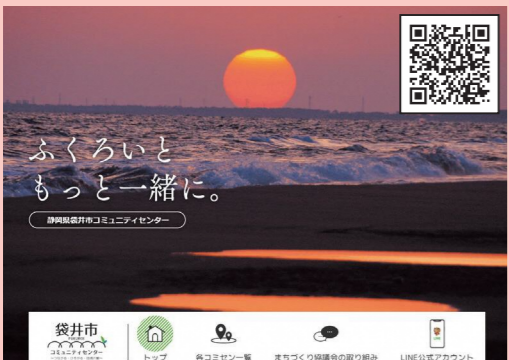 ふくろいと
もっと一緒に。
静岡県袋井市コミュニティセンター
袋井市
コミュニティセンター
トップ
各コミセン一覧
まちづくり協議会の取り組み
LINE公式アカウント